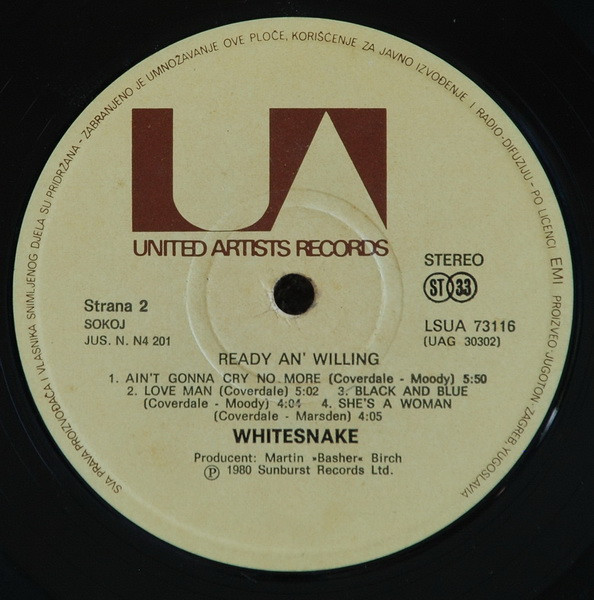 SVA PRAVA PROIZVOĐAČA I VLASNIKA SNIMLJENOG DJELA SU PRIDRŽANA - ZABRANJENO JE UMNOŽAVANJE OVE PLOČE, KORIŠĆENJE ZA JAVNO IZVOĐENJE I RADIO-DIFUZIJU - PO LICENCI EMI PROIZVEO JUGOTON ZAGREB, YUGOSLAVIA
UA
UNITED ARTISTS RECORDS
STEREO
ST 33
Strana 2
SOKOJ
JUS. N. N4 201
LSUA 73116
(UAG 30302)
READY AN' WILLING
1. AIN'T GONNA CRY NO MORE (Coverdale - Moody) 5:50
2. LOVE MAN (Coverdale) 5:02 3. BLACK AND BLUE
(Coverdale - Moody) 4:04 4. SHE'S A WOMAN
(Coverdale - Marsden) 4:05
WHITESNAKE
Producer: Martin »Basher« Birch
Ⓟ 1980 Sunburst Records Ltd.